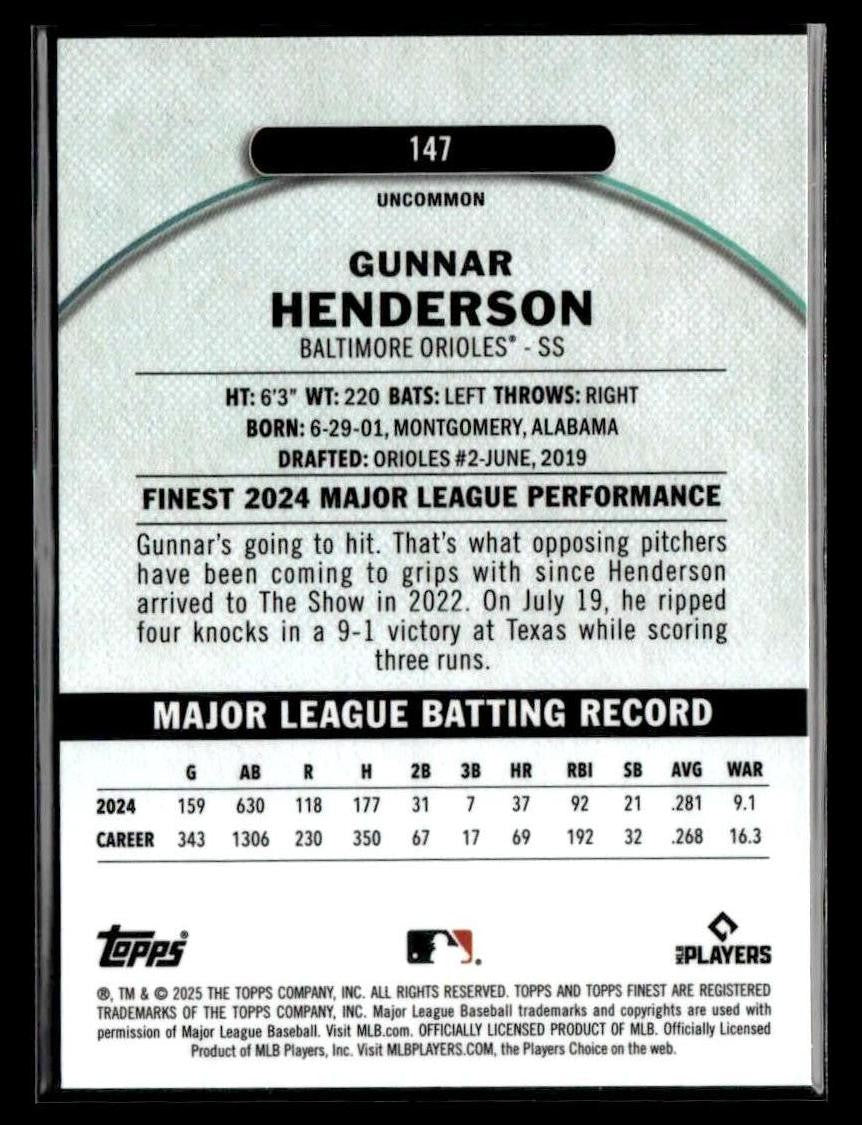 147
UNCOMMON
GUNNAR
HENDERSON
BALTIMORE ORIOLES® - SS
HT: 6'3" WT: 220 BATS: LEFT THROWS: RIGHT
BORN: 6-29-01, MONTGOMERY, ALABAMA
DRAFTED: ORIOLES #2-JUNE, 2019
FINEST 2024 MAJOR LEAGUE PERFORMANCE
Gunnar's going to hit. That's what opposing pitchers
have been coming to grips with since Henderson
arrived to The Show in 2022. On July 19, he ripped
four knocks in a 9-1 victory at Texas while scoring
three runs.
MAJOR LEAGUE BATTING RECORD
G AB R H 2B 3B HR RBI SB AVG WAR
2024 159 630 118 177 31 7 37 92 21 .281 9.1
CAREER 343 1306 230 350 67 17 69 192 32 .268 16.3
Topps® MLB PLAYERS
®, TM & © 2025 THE TOPPS COMPANY, INC. ALL RIGHTS RESERVED. TOPPS AND TOPPS FINEST ARE REGISTERED
TRADEMARKS OF THE TOPPS COMPANY, INC. Major League Baseball trademarks and copyrights are used with
permission of Major League Baseball. Visit MLB.com. OFFICIALLY LICENSED PRODUCT OF MLB. Officially Licensed
Product of MLB Players, Inc. Visit MLBPLAYERS.COM, the Players Choice on the web.